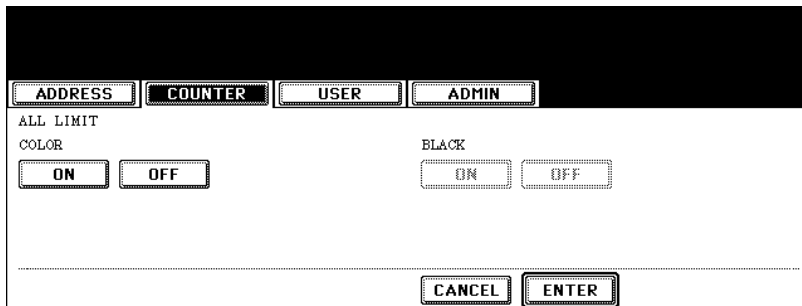 ADDRESS COUNTER USER ADMIN
ALL LIMIT
COLOR BLACK
ON OFF ON OFF
CANCEL ENTER